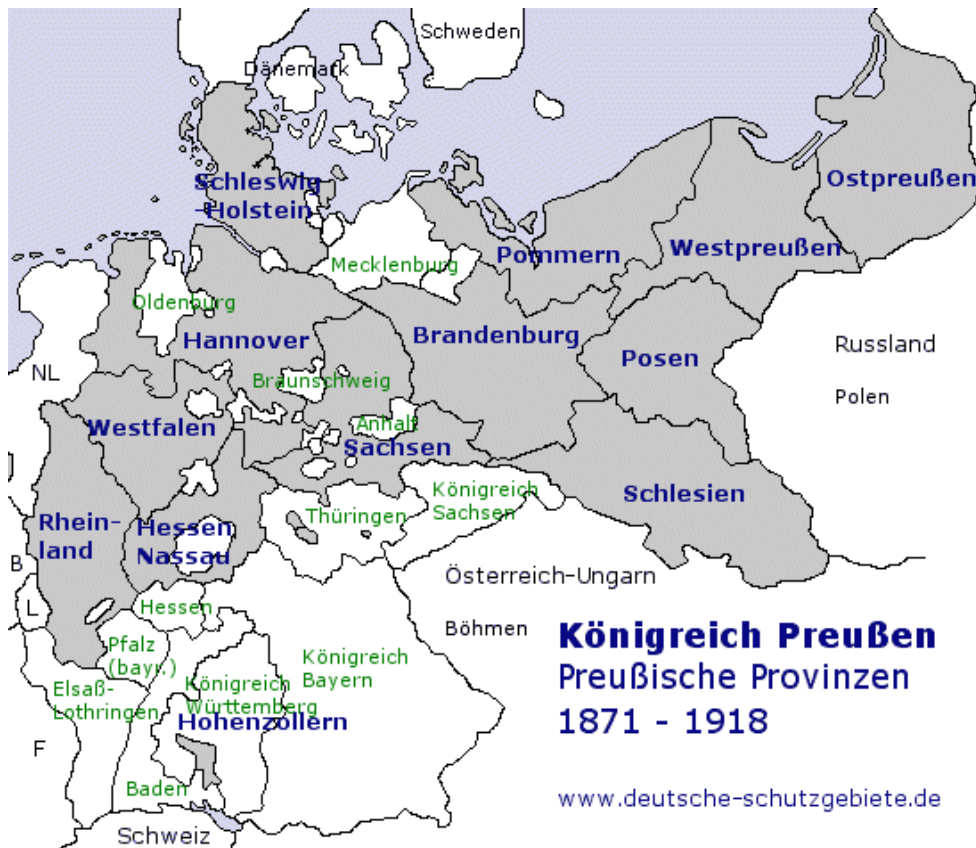 Schweden
Dänemark
Schleswig
-Holstein
Ostpreußen
Pommern
Westpreußen
Mecklenburg
Oldenburg
Hannover
Brandenburg
Posen
Russland
Polen
NL
Braunschweig
Westfalen
Anhalt
Sachsen
Königreich
Sachsen
Schlesien
Thüringen
Rhein-
land
Hessen
Nassau
B
L
Österreich-Ungarn
Böhmen
Hessen
Pfalz
(bayr.)
Königreich
Bayern
Elsaß-
Lothringen
Königreich
Württemberg
Hohenzollern
F
Baden
Schweiz
Königreich Preußen
Preußische Provinzen
1871 - 1918
www.deutsche-schutzgebiete.de